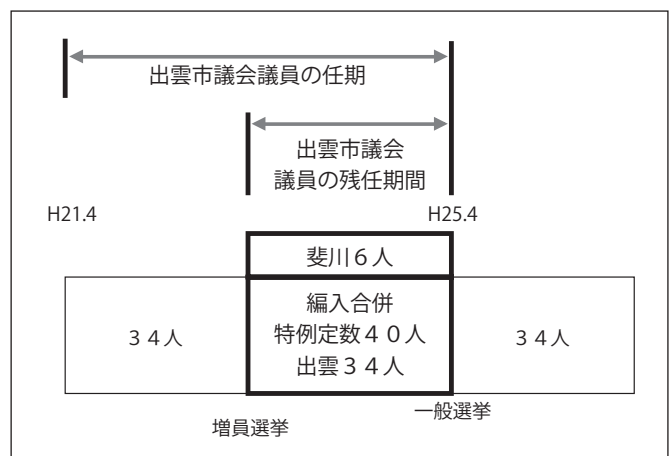 出雲市議会議員の任期
出雲市議会
議員の残任期間
H21.4
H25.4
斐川６人
３４人
編入合併
特例定数４０人
出雲３４人
３４人
増員選挙
一般選挙